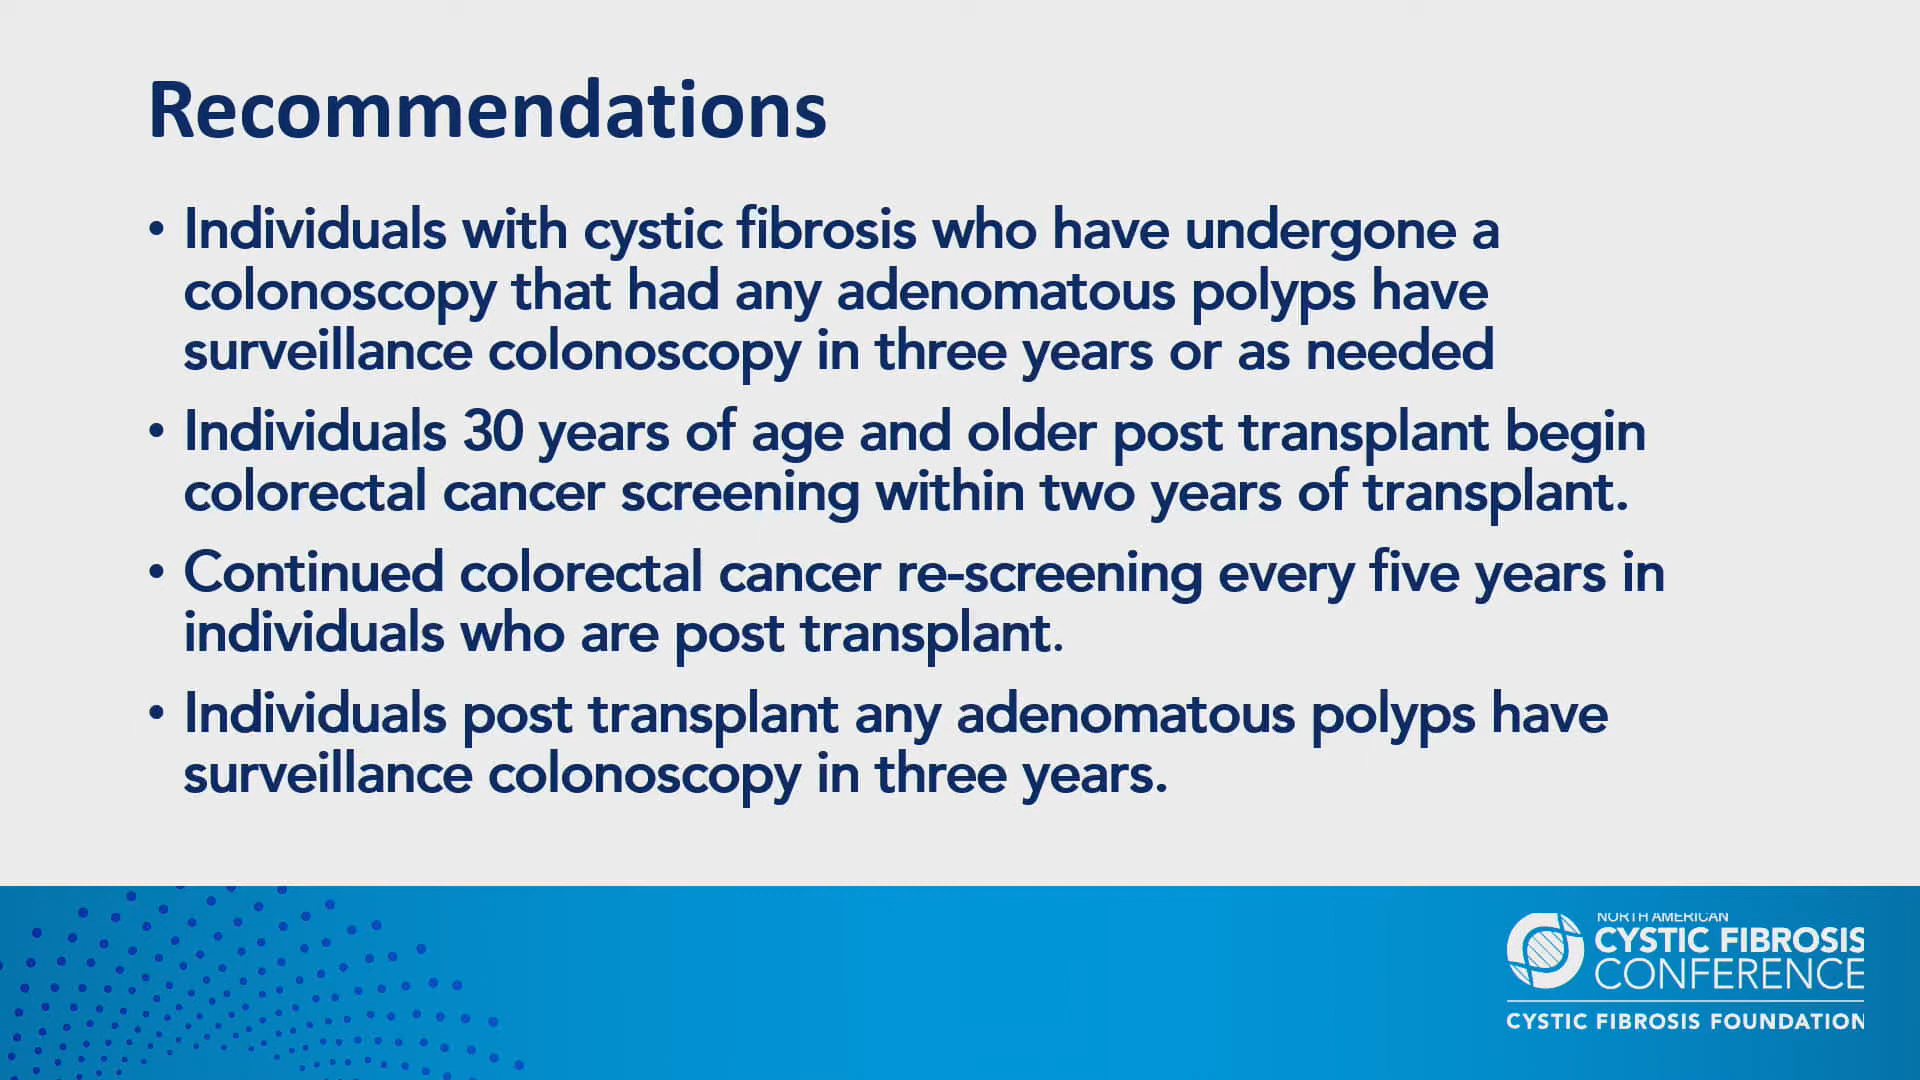 Recommendations
• Individuals with cystic fibrosis who have undergone a
colonoscopy that had any adenomatous polyps have
surveillance colonoscopy in three years or as needed
• Individuals 30 years of age and older post transplant begin
colorectal cancer screening within two years of transplant.
• Continued colorectal cancer re-screening every five years in
individuals who are post transplant.
• Individuals post transplant any adenomatous polyps have
surveillance colonoscopy in three years.
NORTH AMERICAN
CYSTIC FIBROSIS
CONFERENCE
CYSTIC FIBROSIS FOUNDATION